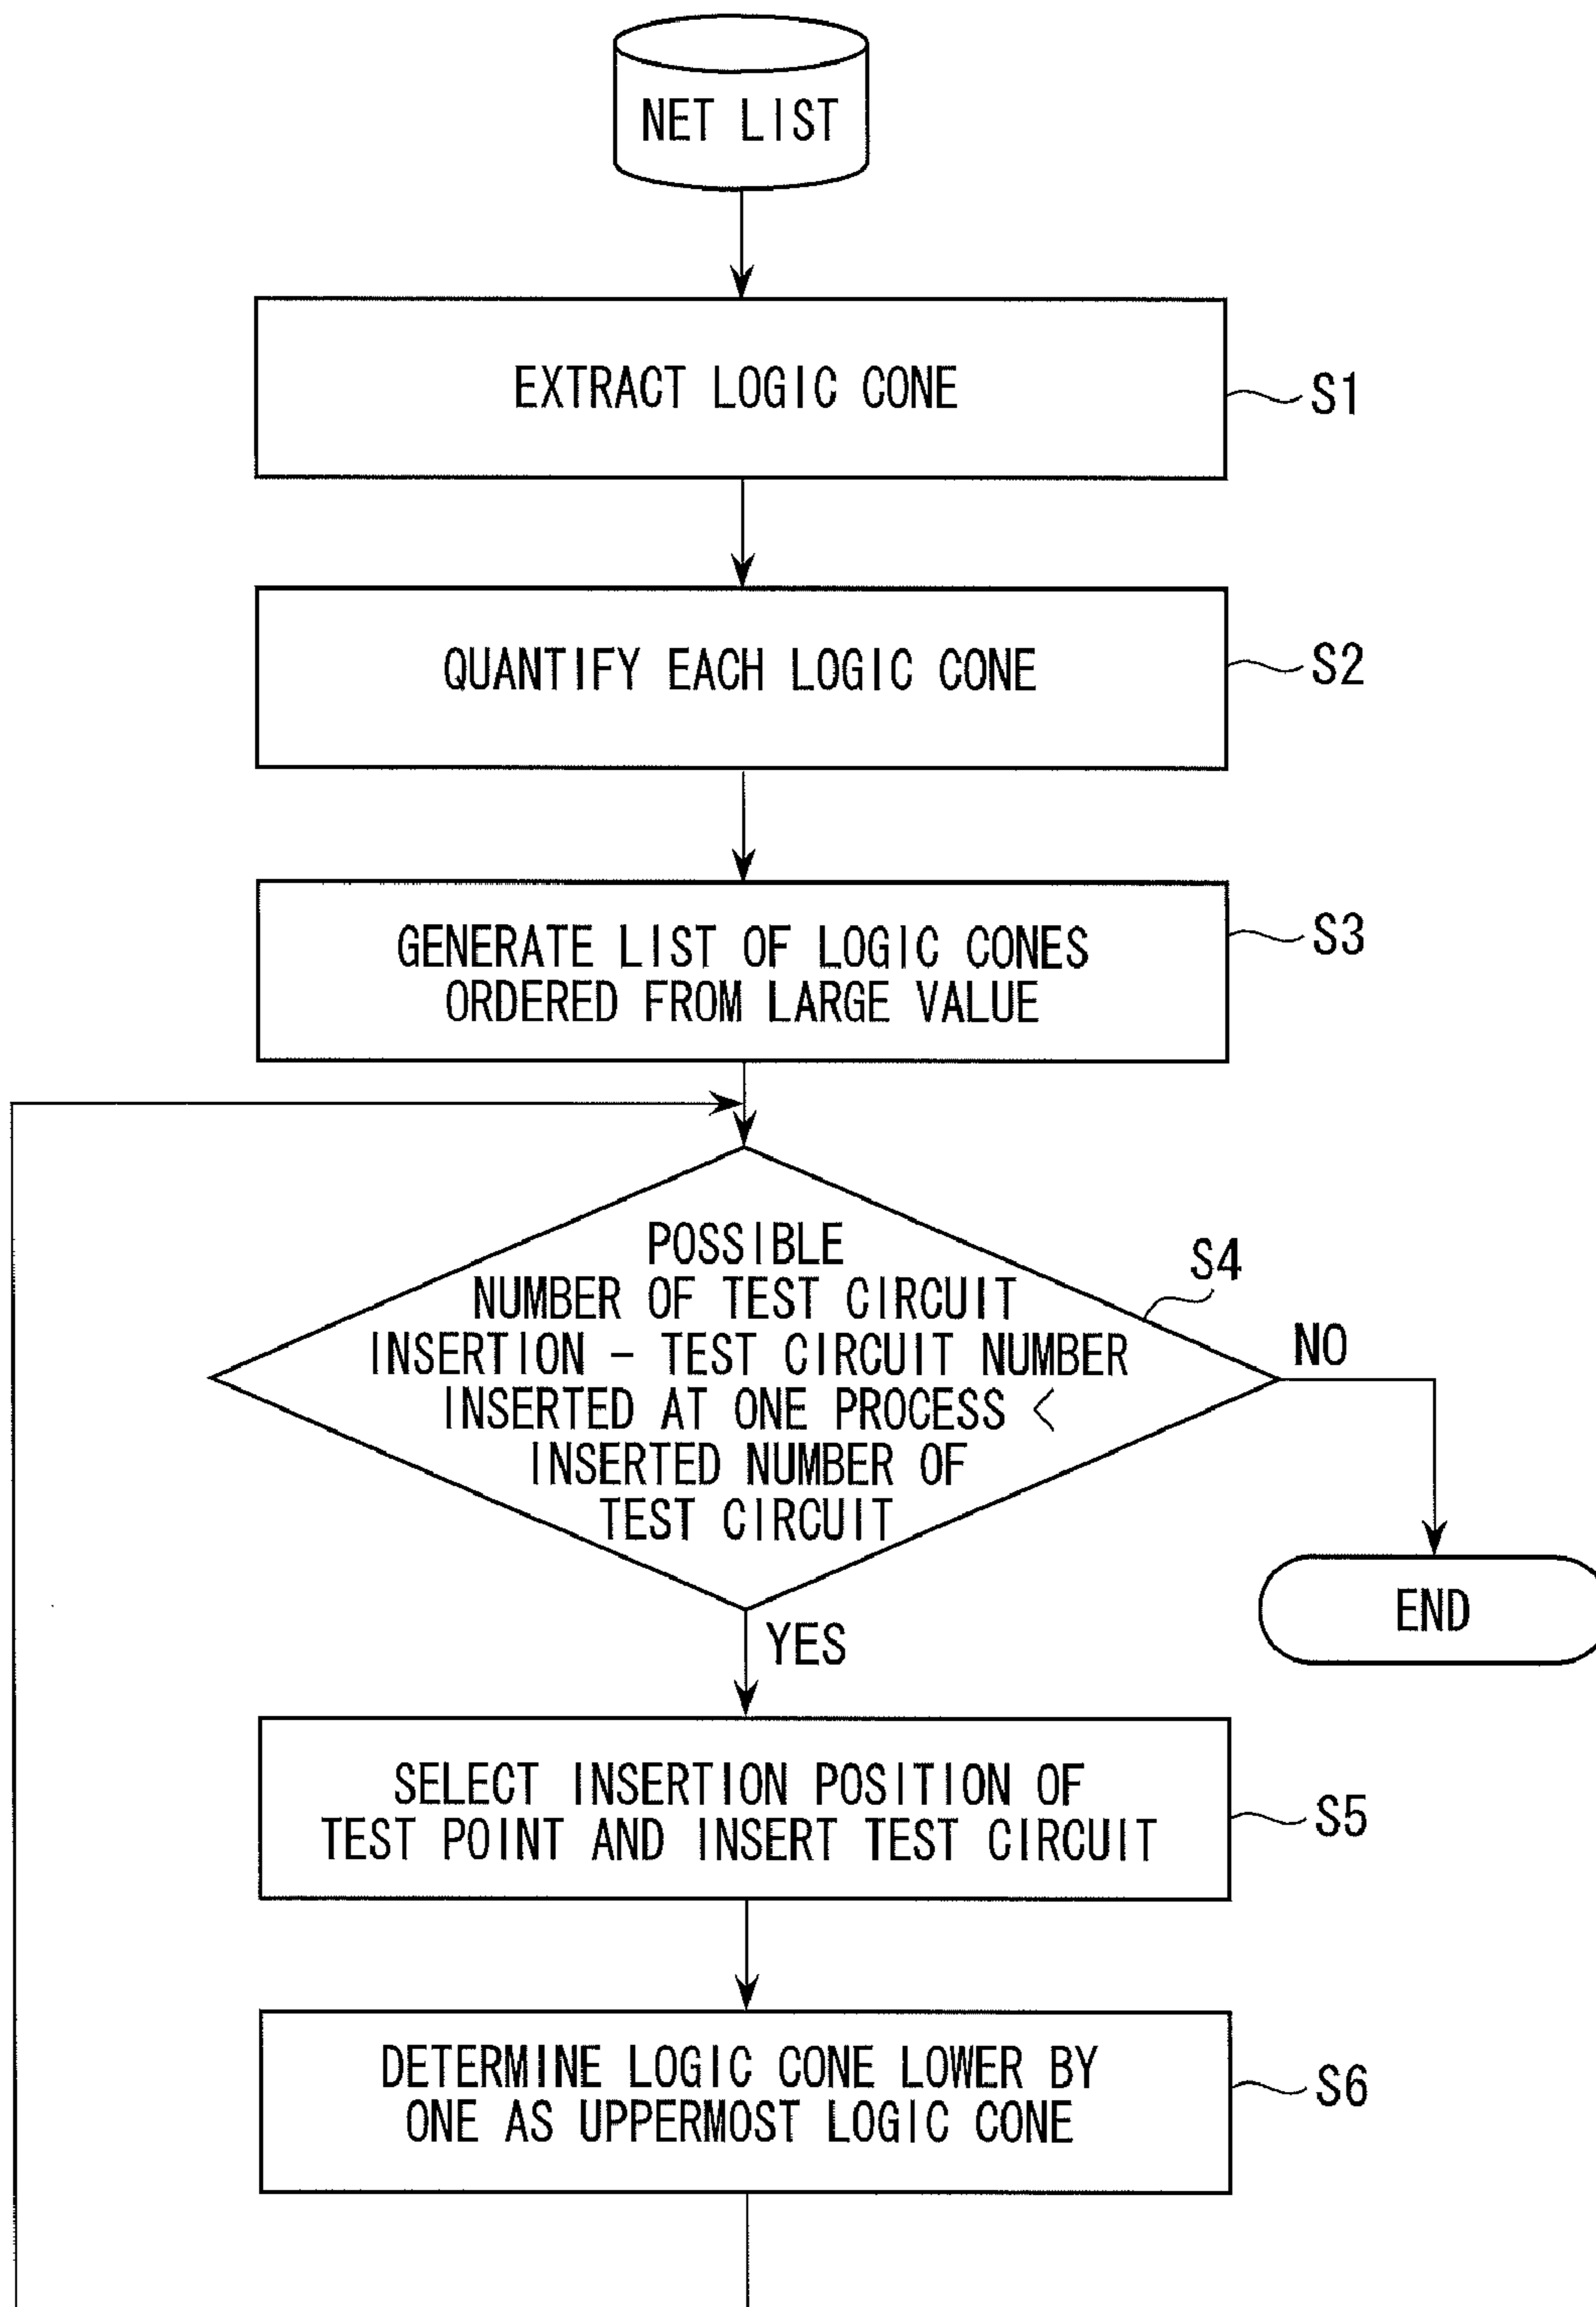 NET LIST
EXTRACT LOGIC CONE
S1
QUANTIFY EACH LOGIC CONE
S2
GENERATE LIST OF LOGIC CONES
ORDERED FROM LARGE VALUE
S3
POSSIBLE
NUMBER OF TEST CIRCUIT
INSERTION - TEST CIRCUIT NUMBER
INSERTED AT ONE PROCESS <
INSERTED NUMBER OF
TEST CIRCUIT
S4
NO
END
YES
SELECT INSERTION POSITION OF
TEST POINT AND INSERT TEST CIRCUIT
S5
DETERMINE LOGIC CONE LOWER BY
ONE AS UPPERMOST LOGIC CONE
S6